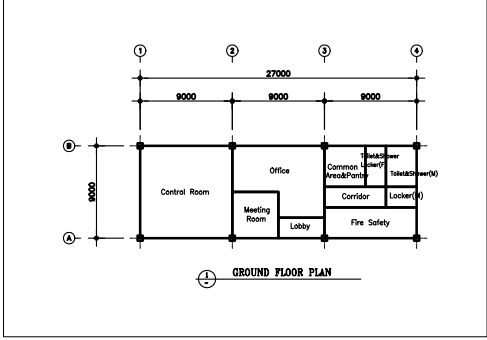 1 2 3 4
27000
9000 9000 9000
B
9000
A
Control Room
Office
Common
Area&Pantry
Toilet&Shower
Locker(F)
Toilet&Shower(M)
Corridor
Locker(M)
Meeting
Room
Lobby
Fire Safety
1
-
GROUND FLOOR PLAN